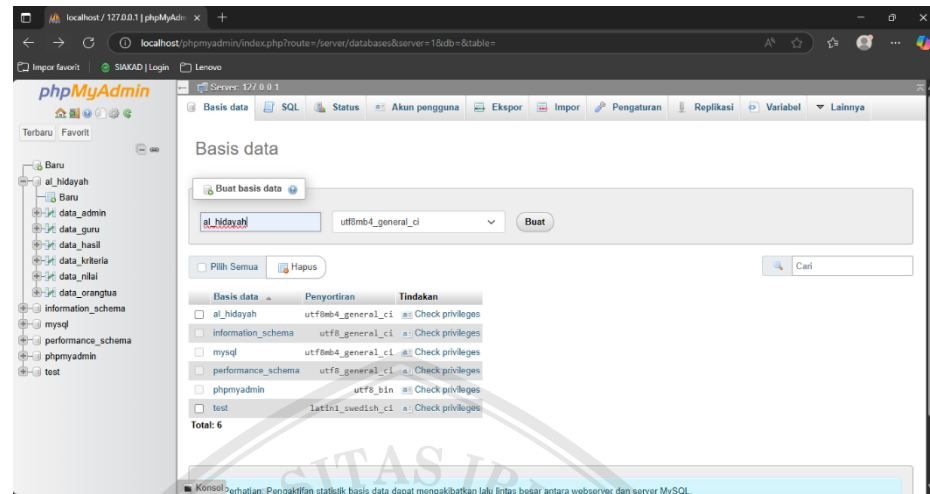 localhost / 127.0.0.1 | phpMyAdm
localhost/phpmyadmin/index.php?route=/server/databases&server=1&db=&table=
Impor favorit SIAKAD | Login Lenovo
phpMyAdmin
Terbaru Favorit
Baru
al_hidayah
Baru
data_admin
data_guru
data_hasil
data_kriteria
data_nilai
data_orangtua
information_schema
mysql
performance_schema
phpmyadmin
test
Server: 127.0.0.1
Basis data SQL Status Akun pengguna Ekspor Impor Pengaturan Replikasi Variabel Lainnya
Basis data
Buat basis data
al_hidayah utf8mb4_general_ci Buat
Pilih Semua Hapus Cari
Basis data Penyortiran Tindakan
al_hidayah utf8mb4_general_ci Check privileges
information_schema utf8_general_ci Check privileges
mysql utf8mb4_general_ci Check privileges
performance_schema utf8_general_ci Check privileges
phpmyadmin utf8_bin Check privileges
test latin1_swedish_ci Check privileges
Total: 6
Konsol Perhatian: Pengaktifan statistik basis data dapat mengakibatkan lalu lintas besar antara webserver dan server MySQL.